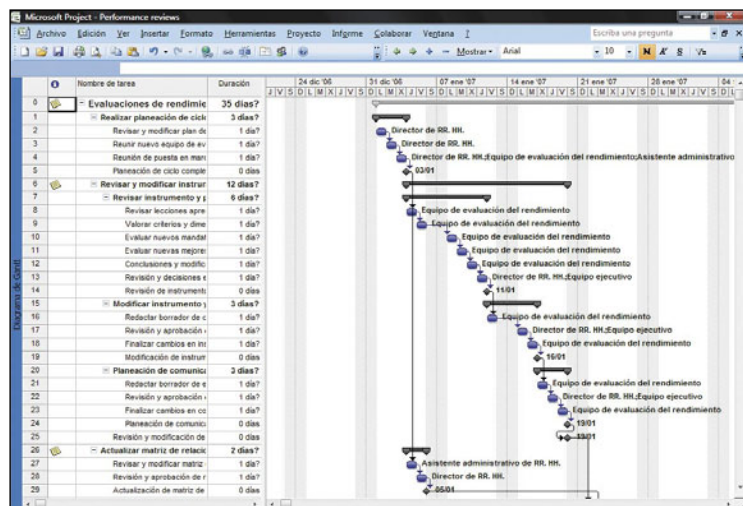 Microsoft Project - Performance reviews
Archivo Edición Ver Insertar Formato Herramientas Proyecto Informe Colaborar Ventana ? Escriba una pregunta
Mostrar Arial 10 N K S
Nombre de tarea Duración 24 dic '06 31 dic '06 07 ene '07 14 ene '07 21 ene '07 28 ene '07 04
J V S D L M X J V S D L M X J V S D L M X J V S D L M X J V S D L M X J V S D L M X J V S D
0 Evaluaciones de rendimie 35 días?
1 Realizar planeación de cicl 3 días?
2 Revisar y modificar plan de 1 día? Director de RR. HH.
3 Reunir nuevo equipo de ev 1 día? Director de RR. HH.
4 Reunión de puesta en marc 1 día? Director de RR. HH.;Equipo de evaluación del rendimiento;Asistente administrativo
5 Planeación de ciclo comple 0 días 03/01
6 Revisar y modificar instrur 12 días?
7 Revisar instrumento y p 6 días?
8 Revisar lecciones apre 1 día? Equipo de evaluación del rendimiento
9 Valorar criterios y dime 1 día? Equipo de evaluación del rendimiento
10 Evaluar nuevos mandat 1 día? Equipo de evaluación del rendimiento
11 Evaluar nuevas mejore 1 día? Equipo de evaluación del rendimiento
12 Conclusiones y modific 1 día? Equipo de evaluación del rendimiento
13 Revisión y decisiones e 1 día? Director de RR. HH.;Equipo ejecutivo
14 Revisión de instrument 0 días 11/01
15 Modificar instrumento y 3 días?
16 Redactar borrador de c 1 día? Equipo de evaluación del rendimiento
17 Revisión y aprobación 1 día? Director de RR. HH.;Equipo ejecutivo
18 Finalizar cambios en ins 1 día? Equipo de evaluación del rendimiento
19 Modificación de instrum 0 días 16/01
20 Planeación de comunica 3 días?
21 Redactar borrador de e 1 día? Equipo de evaluación del rendimiento
22 Revisión y aprobación 1 día? Director de RR. HH.;Equipo ejecutivo
23 Finalizar cambios en co 1 día? Equipo de evaluación del rendimiento
24 Planeación de comunic 0 días 19/01
25 Revisión y modificación de 0 días 19/01
26 Actualizar matriz de relacic 2 días?
27 Revisar y modificar matriz 1 día? Asistente administrativo de RR. HH.
28 Revisión y aprobación de r 1 día? Director de RR. HH.
29 Actualización de matriz de 0 días 05/01
Diagrama de Gantt